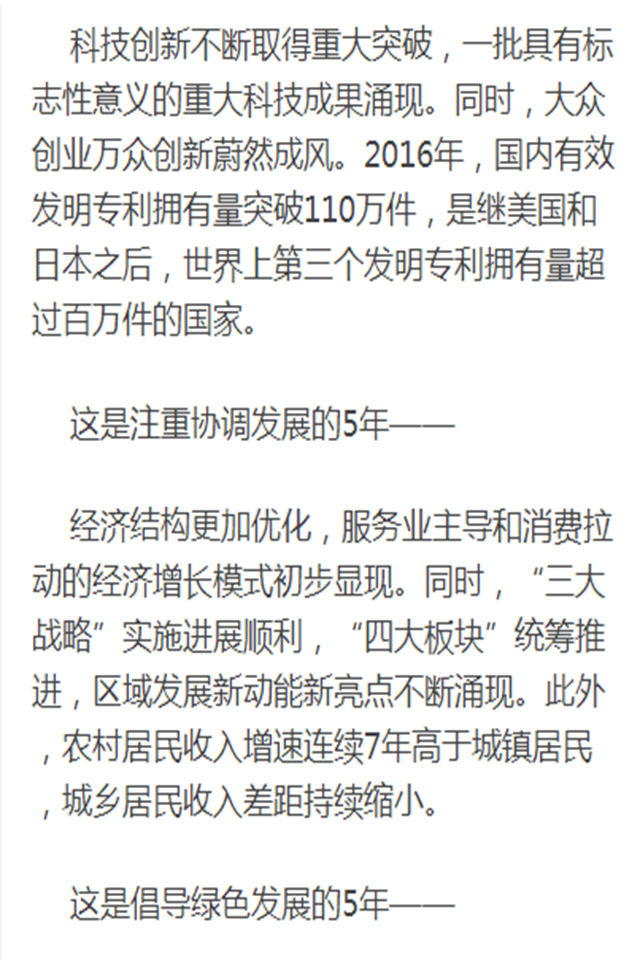 科技创新不断取得重大突破，一批具有标
志性意义的重大科技成果涌现。同时，大众
创业万众创新蔚然成风。2016年，国内有效
发明专利拥有量突破110万件，是继美国和
日本之后，世界上第三个发明专利拥有量超
过百万件的国家。
这是注重协调发展的5年——
经济结构更加优化，服务业主导和消费拉
动的经济增长模式初步显现。同时，“三大
战略”实施进展顺利，“四大板块”统筹推
进，区域发展新动能新亮点不断涌现。此外
，农村居民收入增速连续7年高于城镇居民
，城乡居民收入差距持续缩小。
这是倡导绿色发展的5年——